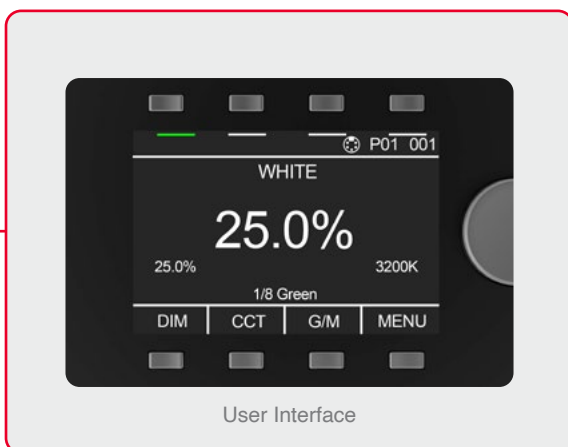 P01 001
WHITE
25.0%
25.0% 3200K
1/8 Green
DIM CCT G/M MENU
User Interface